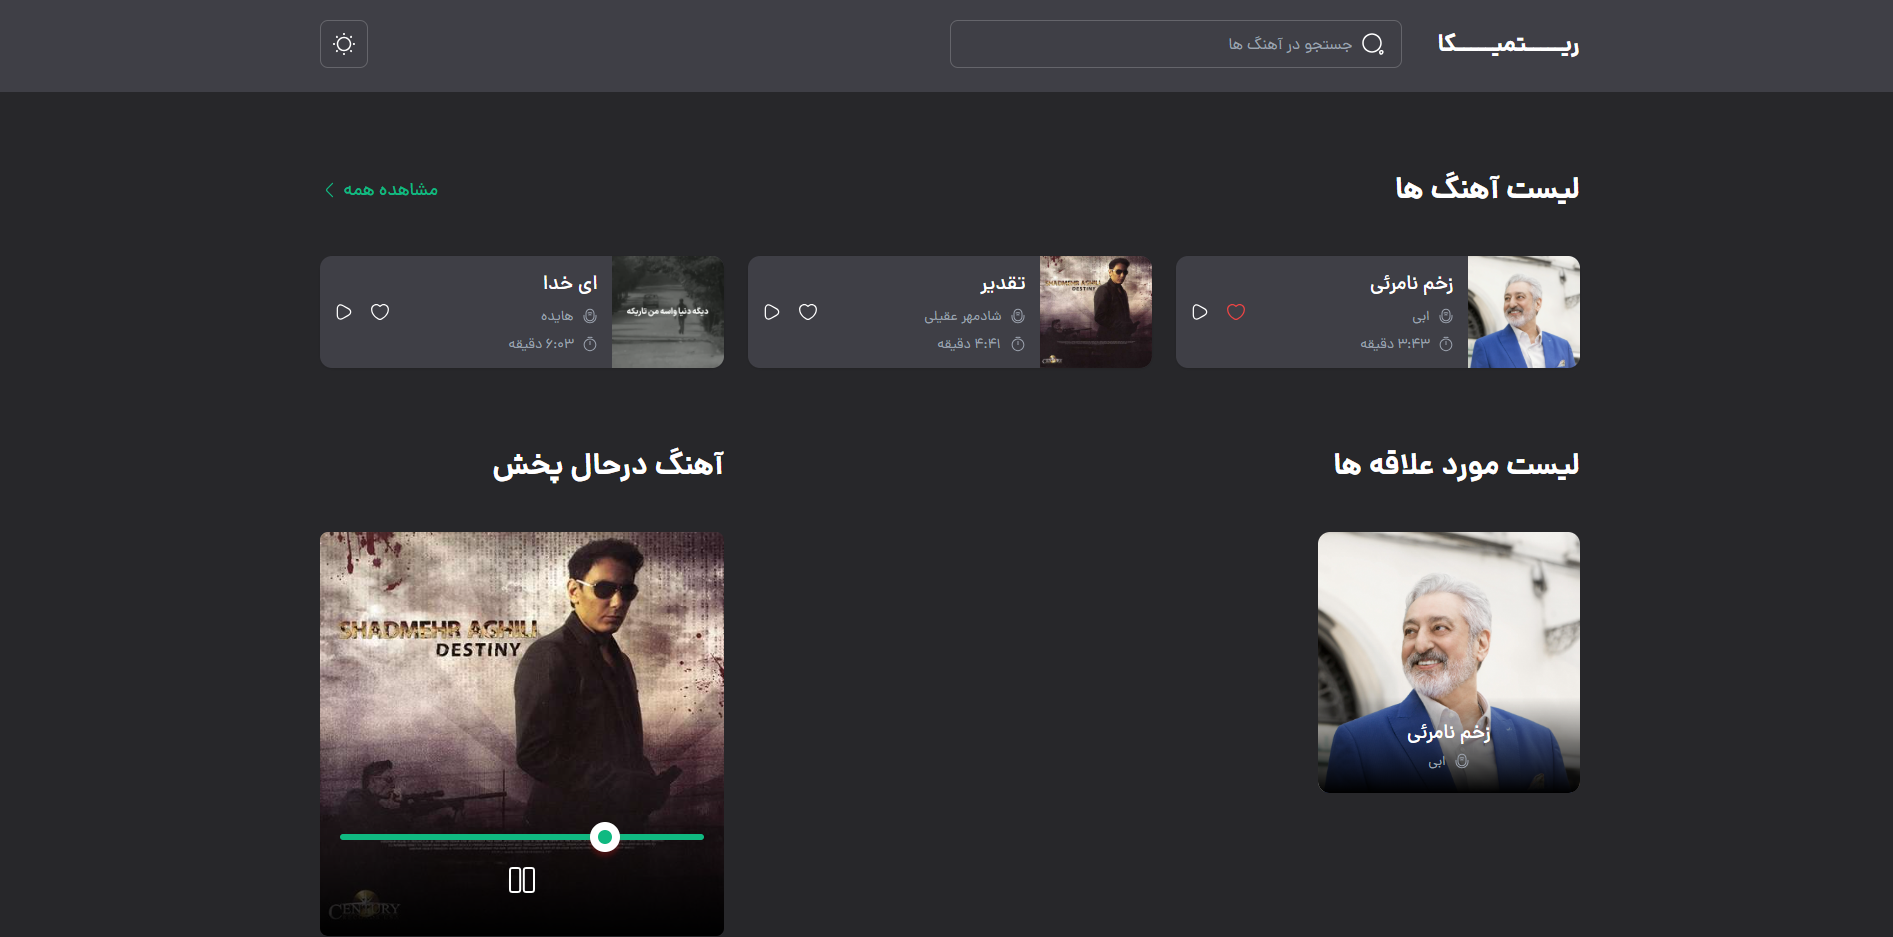 ریـــتمیـــکا
جستجو در آهنگ ها
لیست آهنگ ها
مشاهده همه
زخم نامرئی
ابی
۳:۴۳ دقیقه
SHADMEHR AGHILI
DESTINY
CENTURY
تقدیر
شادمهر عقیلی
۴:۴۱ دقیقه
دیگه دنیا واسه من تاریکه
ای خدا
هایده
۶:۰۳ دقیقه
لیست مورد علاقه ها
زخم نامرئی
ابی
آهنگ درحال پخش
SHADMEHR AGHILI
DESTINY
CENTURY